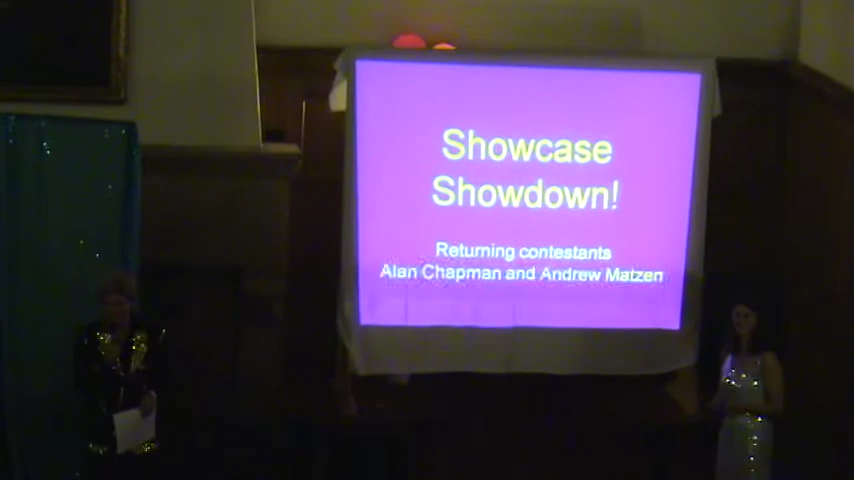 Showcase
Showdown!
Returning contestants
Alan Chapman and Andrew Matzen